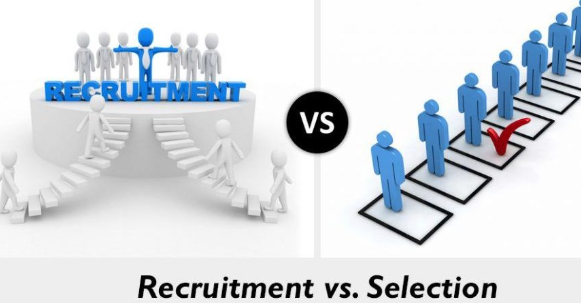 RECRUITMENT
VS
Recruitment vs. Selection